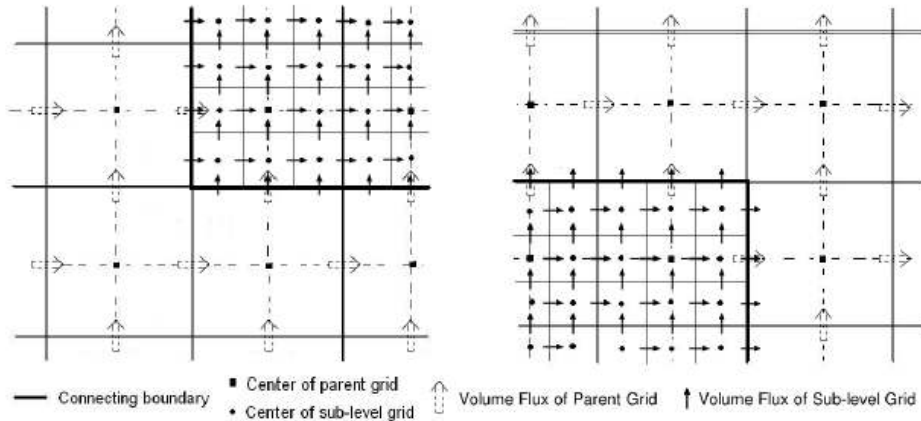 Connecting boundary
Center of parent grid
Center of sub-level grid
Volume Flux of Parent Grid
Volume Flux of Sub-level Grid